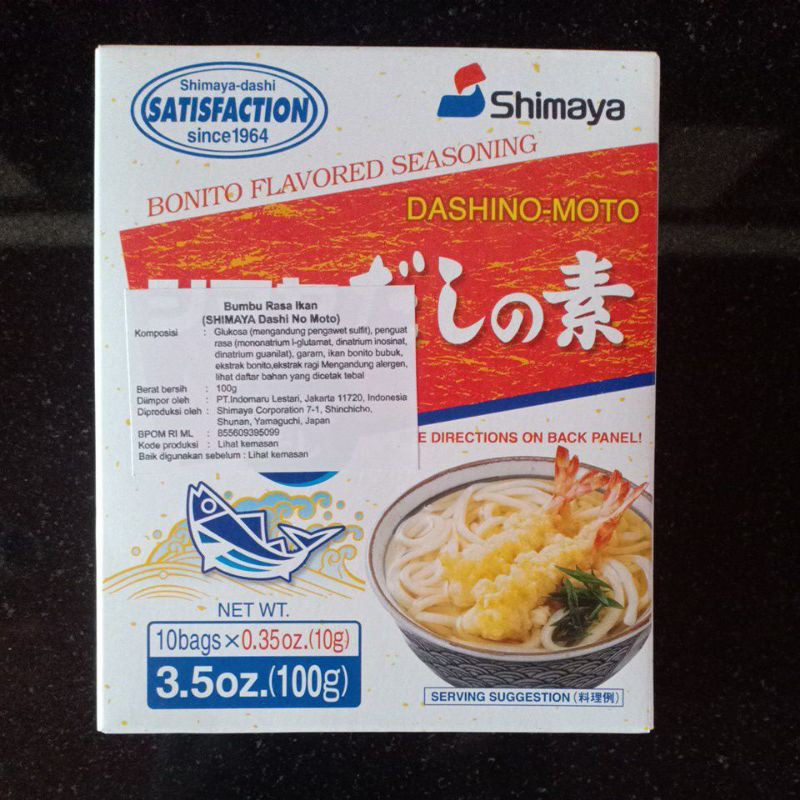 Shimaya-dashi
SATISFACTION
since1964
Shimaya
BONITO FLAVORED SEASONING
DASHINO-MOTO
だしの素
Bumbu Rasa Ikan
(SHIMAYA Dashi No Moto)
Komposisi : Glukosa (mengandung pengawet sulfit), penguat
rasa (mononatrium l-glutamat, dinatrium inosinat,
dinatrium guanilat), garam, ikan bonito bubuk,
ekstrak bonito,ekstrak ragi Mengandung alergen,
lihat daftar bahan yang dicetak tebal
Berat bersih : 100g
Diimpor oleh : PT.Indomaru Lestari, Jakarta 11720, Indonesia
Diproduksi oleh : Shimaya Corporation 7-1, Shinchicho,
Shunan, Yamaguchi, Japan
BPOM RI ML : 855609395099
Kode produksi : Lihat kemasan
Baik digunakan sebelum : Lihat kemasan
E DIRECTIONS ON BACK PANEL!
NET WT.
10bags×0.35oz.(10g)
3.5oz.(100g)
SERVING SUGGESTION (料理例)